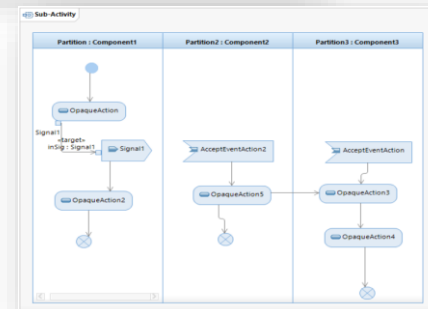 Sub-Activity
Partition : Component1
Partition2 : Component2
Partition3 : Component3
OpaqueAction
Signal1
«target»
inSig : Signal1
Signal1
OpaqueAction2
AcceptEventAction2
OpaqueAction5
AcceptEventAction
OpaqueAction3
OpaqueAction4